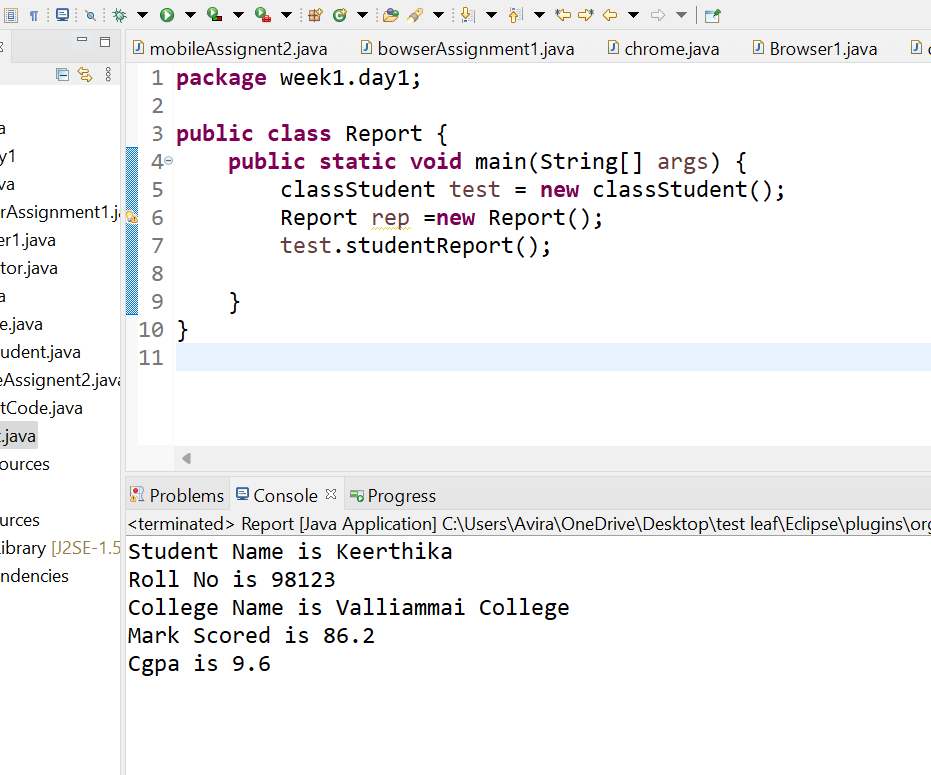 mobileAssignent2.java bowserAssignment1.java chrome.java Browser1.java
a
y1
va
rAssignment1.ja
er1.java
tor.java
a
e.java
udent.java
eAssignent2.java
tCode.java
t.java
ources
urces
ibrary [J2SE-1.5
ndencies
1 package week1.day1;
2
3 public class Report {
4 public static void main(String[] args) {
5 classStudent test = new classStudent();
6 Report rep =new Report();
7 test.studentReport();
8
9 }
10 }
11
Problems Console Progress
<terminated> Report [Java Application] C:\Users\Avira\OneDrive\Desktop\test leaf\Eclipse\plugins\org
Student Name is Keerthika
Roll No is 98123
College Name is Valliammai College
Mark Scored is 86.2
Cgpa is 9.6